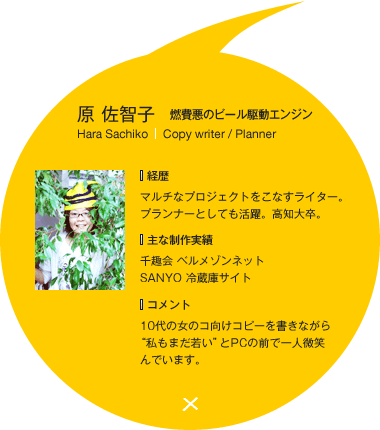 原 佐智子 燃費悪のビール駆動エンジン
Hara Sachiko | Copy writer / Planner
経歴
マルチなプロジェクトをこなすライター。
プランナーとしても活躍。高知大卒。
主な制作実績
千趣会 ベルメゾンネット
SANYO 冷蔵庫サイト
コメント
10代の女のコ向けコピーを書きながら
“私もまだ若い”とPCの前で一人微笑
んでいます。